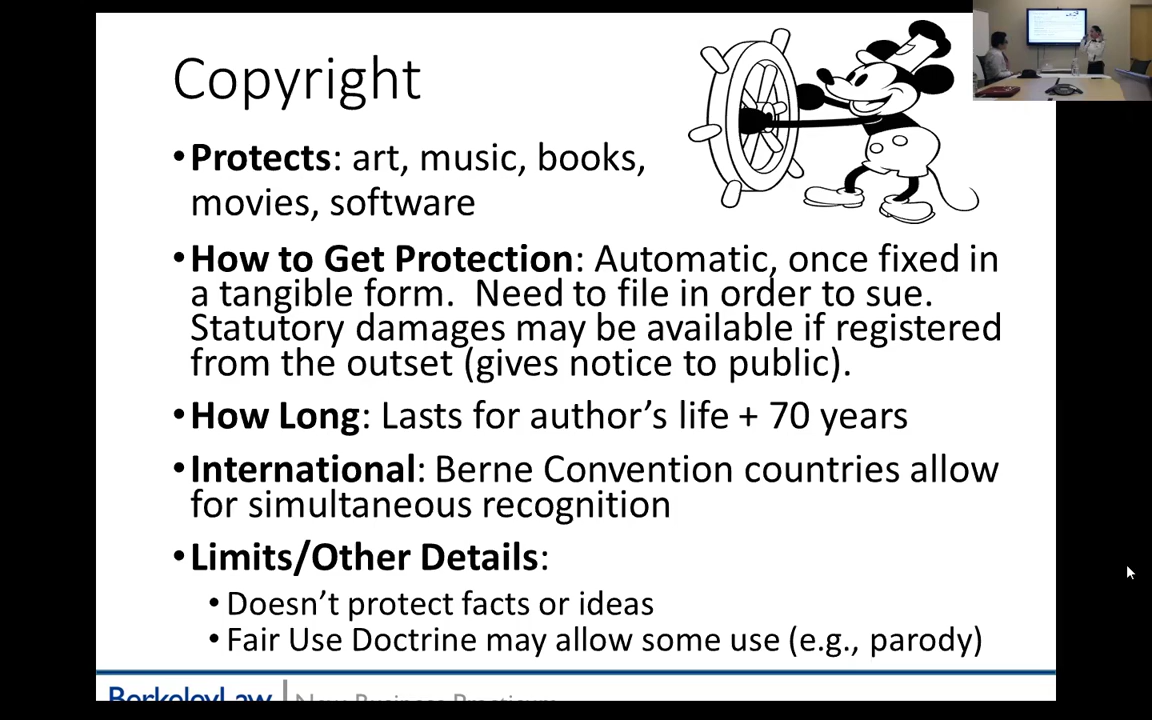 Copyright
•Protects: art, music, books,
movies, software
•How to Get Protection: Automatic, once fixed in
a tangible form.  Need to file in order to sue.
Statutory damages may be available if registered
from the outset (gives notice to public).
•How Long: Lasts for author’s life + 70 years
•International: Berne Convention countries allow
for simultaneous recognition
•Limits/Other Details:
•Doesn’t protect facts or ideas
•Fair Use Doctrine may allow some use (e.g., parody)
BerkeleyLaw | New Business Practicum